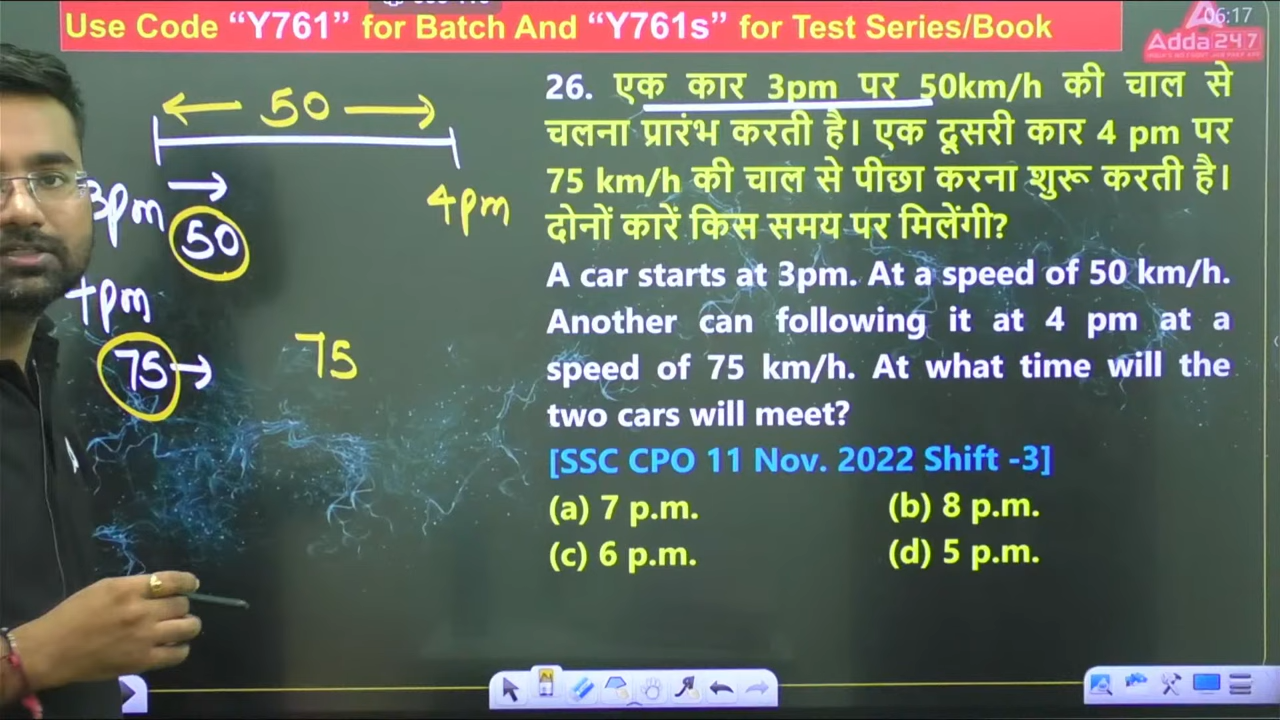 Use Code “Y761” for Batch And “Y761s” for Test Series/Book
06:17
Adda247
50
3pm
50
4pm
75
75
26. एक कार 3pm पर 50km/h की चाल से
चलना प्रारंभ करती है। एक दूसरी कार 4 pm पर
75 km/h की चाल से पीछा करना शुरू करती है।
दोनों कारें किस समय पर मिलेंगी?
A car starts at 3pm. At a speed of 50 km/h.
Another can following it at 4 pm at a
speed of 75 km/h. At what time will the
two cars will meet?
[SSC CPO 11 Nov. 2022 Shift -3]
(a) 7 p.m.
(b) 8 p.m.
(c) 6 p.m.
(d) 5 p.m.